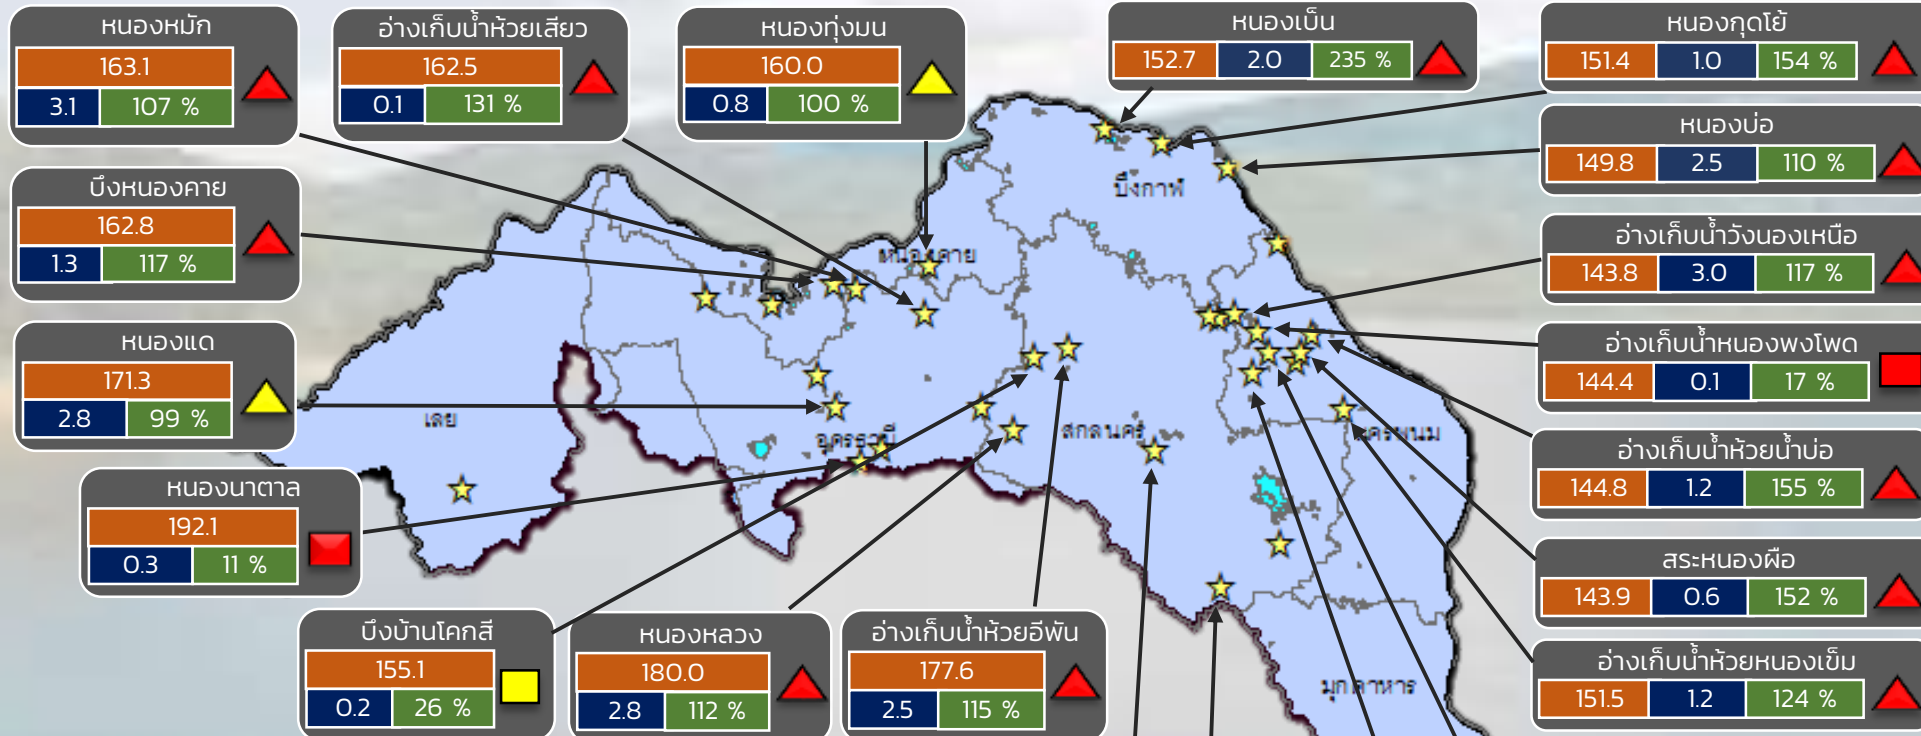 หนองหมัก
163.1
3.1 107 %
อ่างเก็บน้ำห้วยเสียว
162.5
0.1 131 %
หนองทุ่งมน
160.0
0.8 100 %
หนองเบ็น
152.7 2.0 235 %
หนองกุดโย้
151.4 1.0 154 %
หนองบ่อ
149.8 2.5 110 %
บึงหนองคาย
162.8
1.3 117 %
บึงกาฬ
อ่างเก็บน้ำวังนองเหนือ
143.8 3.0 117 %
หนองคาย
หนองแด
171.3
2.8 99 %
อ่างเก็บน้ำหนองพงโพด
144.4 0.1 17 %
เลย
อุดรธานี
สกลนคร
นครพนม
อ่างเก็บน้ำห้วยน้ำบ่อ
144.8 1.2 155 %
หนองนาตาล
192.1
0.3 11 %
สระหนองผือ
143.9 0.6 152 %
บึงบ้านโคกสี
155.1
0.2 26 %
หนองหลวง
180.0
2.8 112 %
อ่างเก็บน้ำห้วยอีพัน
177.6
2.5 115 %
มุกดาหาร
อ่างเก็บน้ำห้วยหนองเข็ม
151.5 1.2 124 %